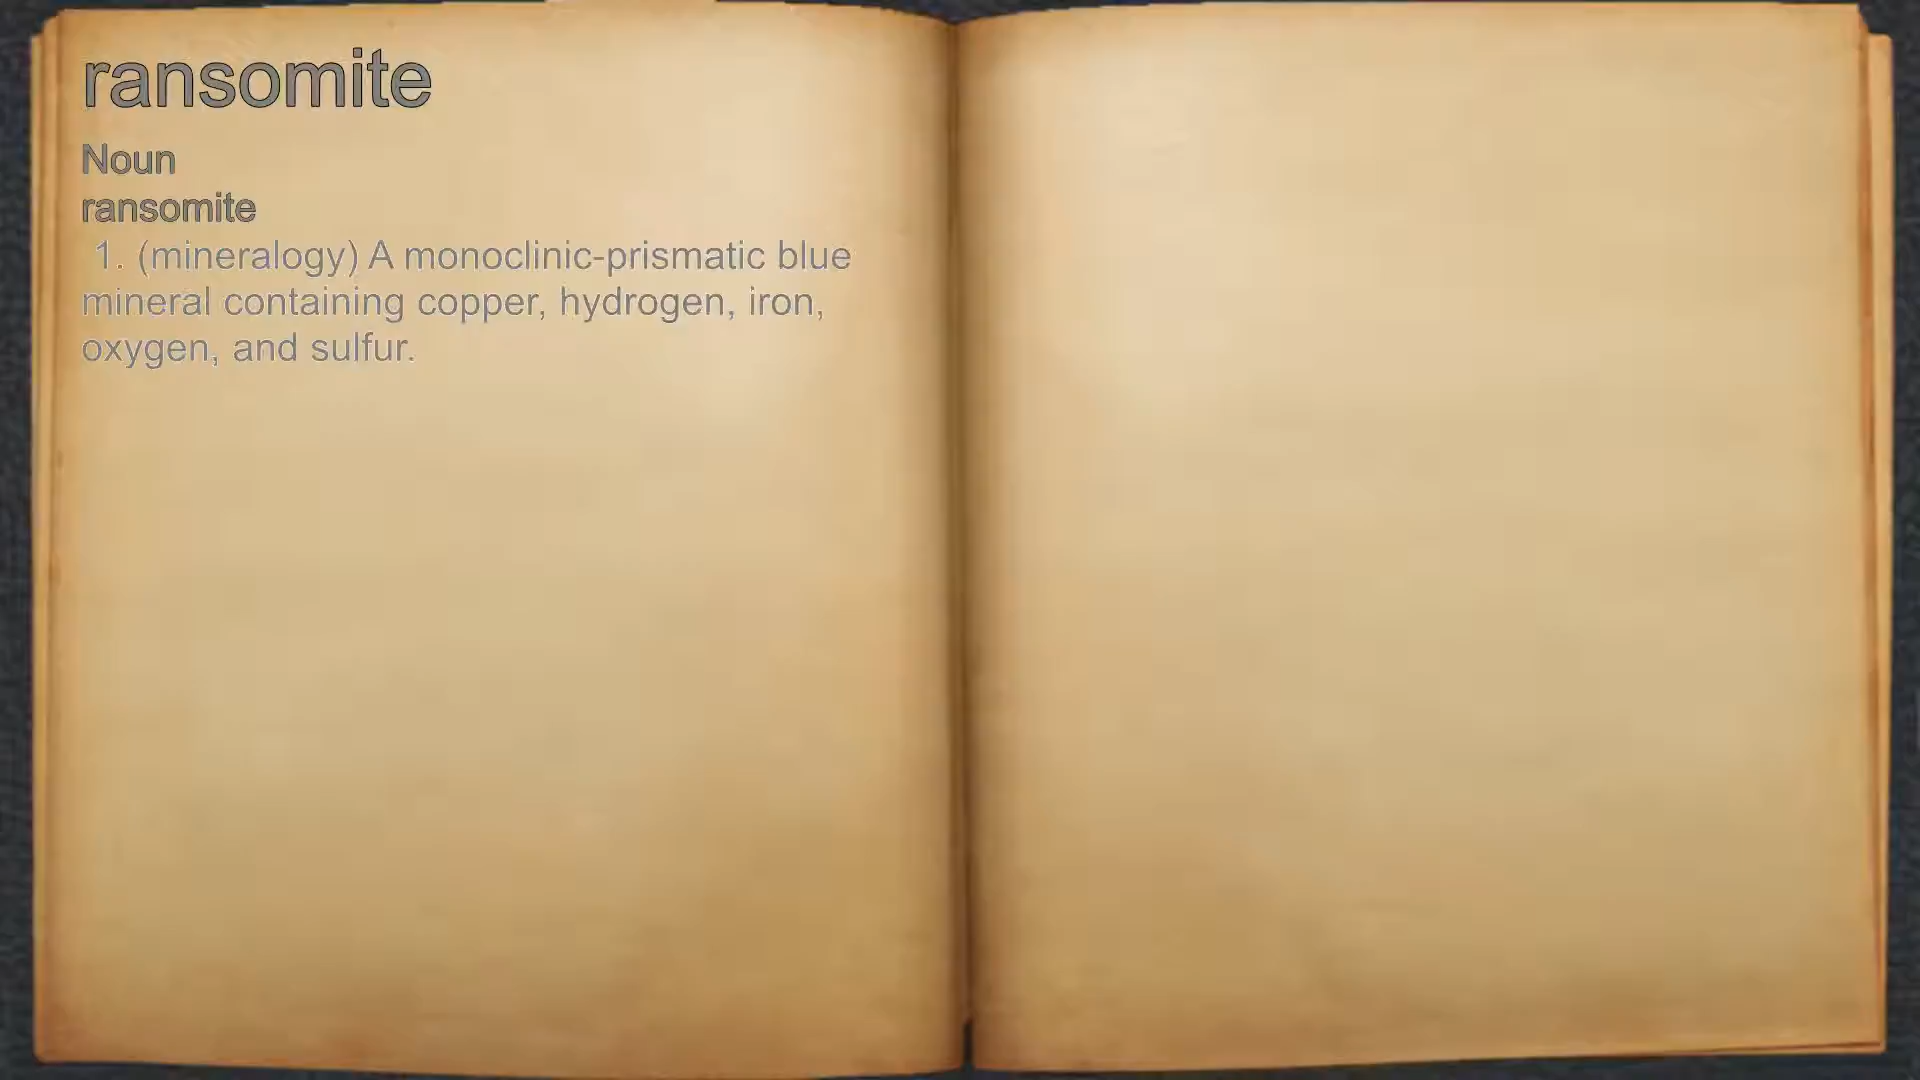 ransomite
Noun
ransomite
1. (mineralogy) A monoclinic-prismatic blue
mineral containing copper, hydrogen, iron,
oxygen, and sulfur.